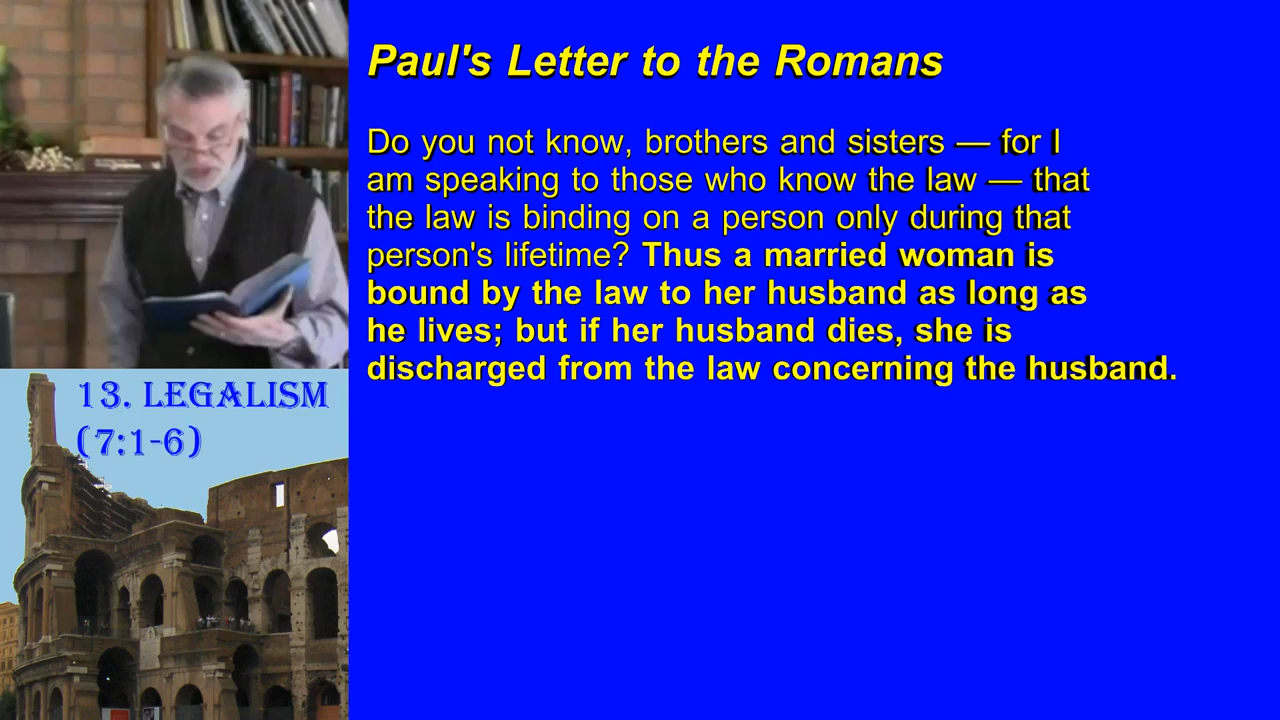 Paul's Letter to the Romans
Do you not know, brothers and sisters — for I
am speaking to those who know the law — that
the law is binding on a person only during that
person's lifetime? Thus a married woman is
bound by the law to her husband as long as
he lives; but if her husband dies, she is
discharged from the law concerning the husband.
13. LEGALISM
(7:1-6)